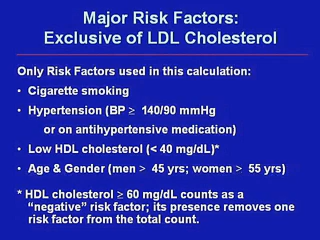 Major Risk Factors:
Exclusive of LDL Cholesterol
Only Risk Factors used in this calculation:
• Cigarette smoking
• Hypertension (BP ≥ 140/90 mmHg
or on antihypertensive medication)
• Low HDL cholesterol (< 40 mg/dL)*
• Age & Gender (men > 45 yrs; women > 55 yrs)
* HDL cholesterol ≥ 60 mg/dL counts as a
“negative” risk factor; its presence removes one
risk factor from the total count.